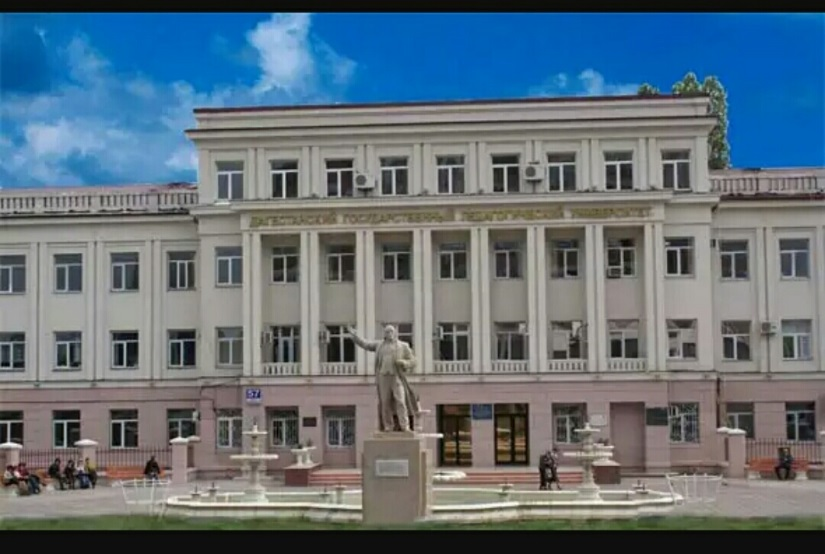 ДАГЕСТАНСКИЙ ГОСУДАРСТВЕННЫЙ ПЕДАГОГИЧЕСКИЙ УНИВЕРСИТЕТ
57